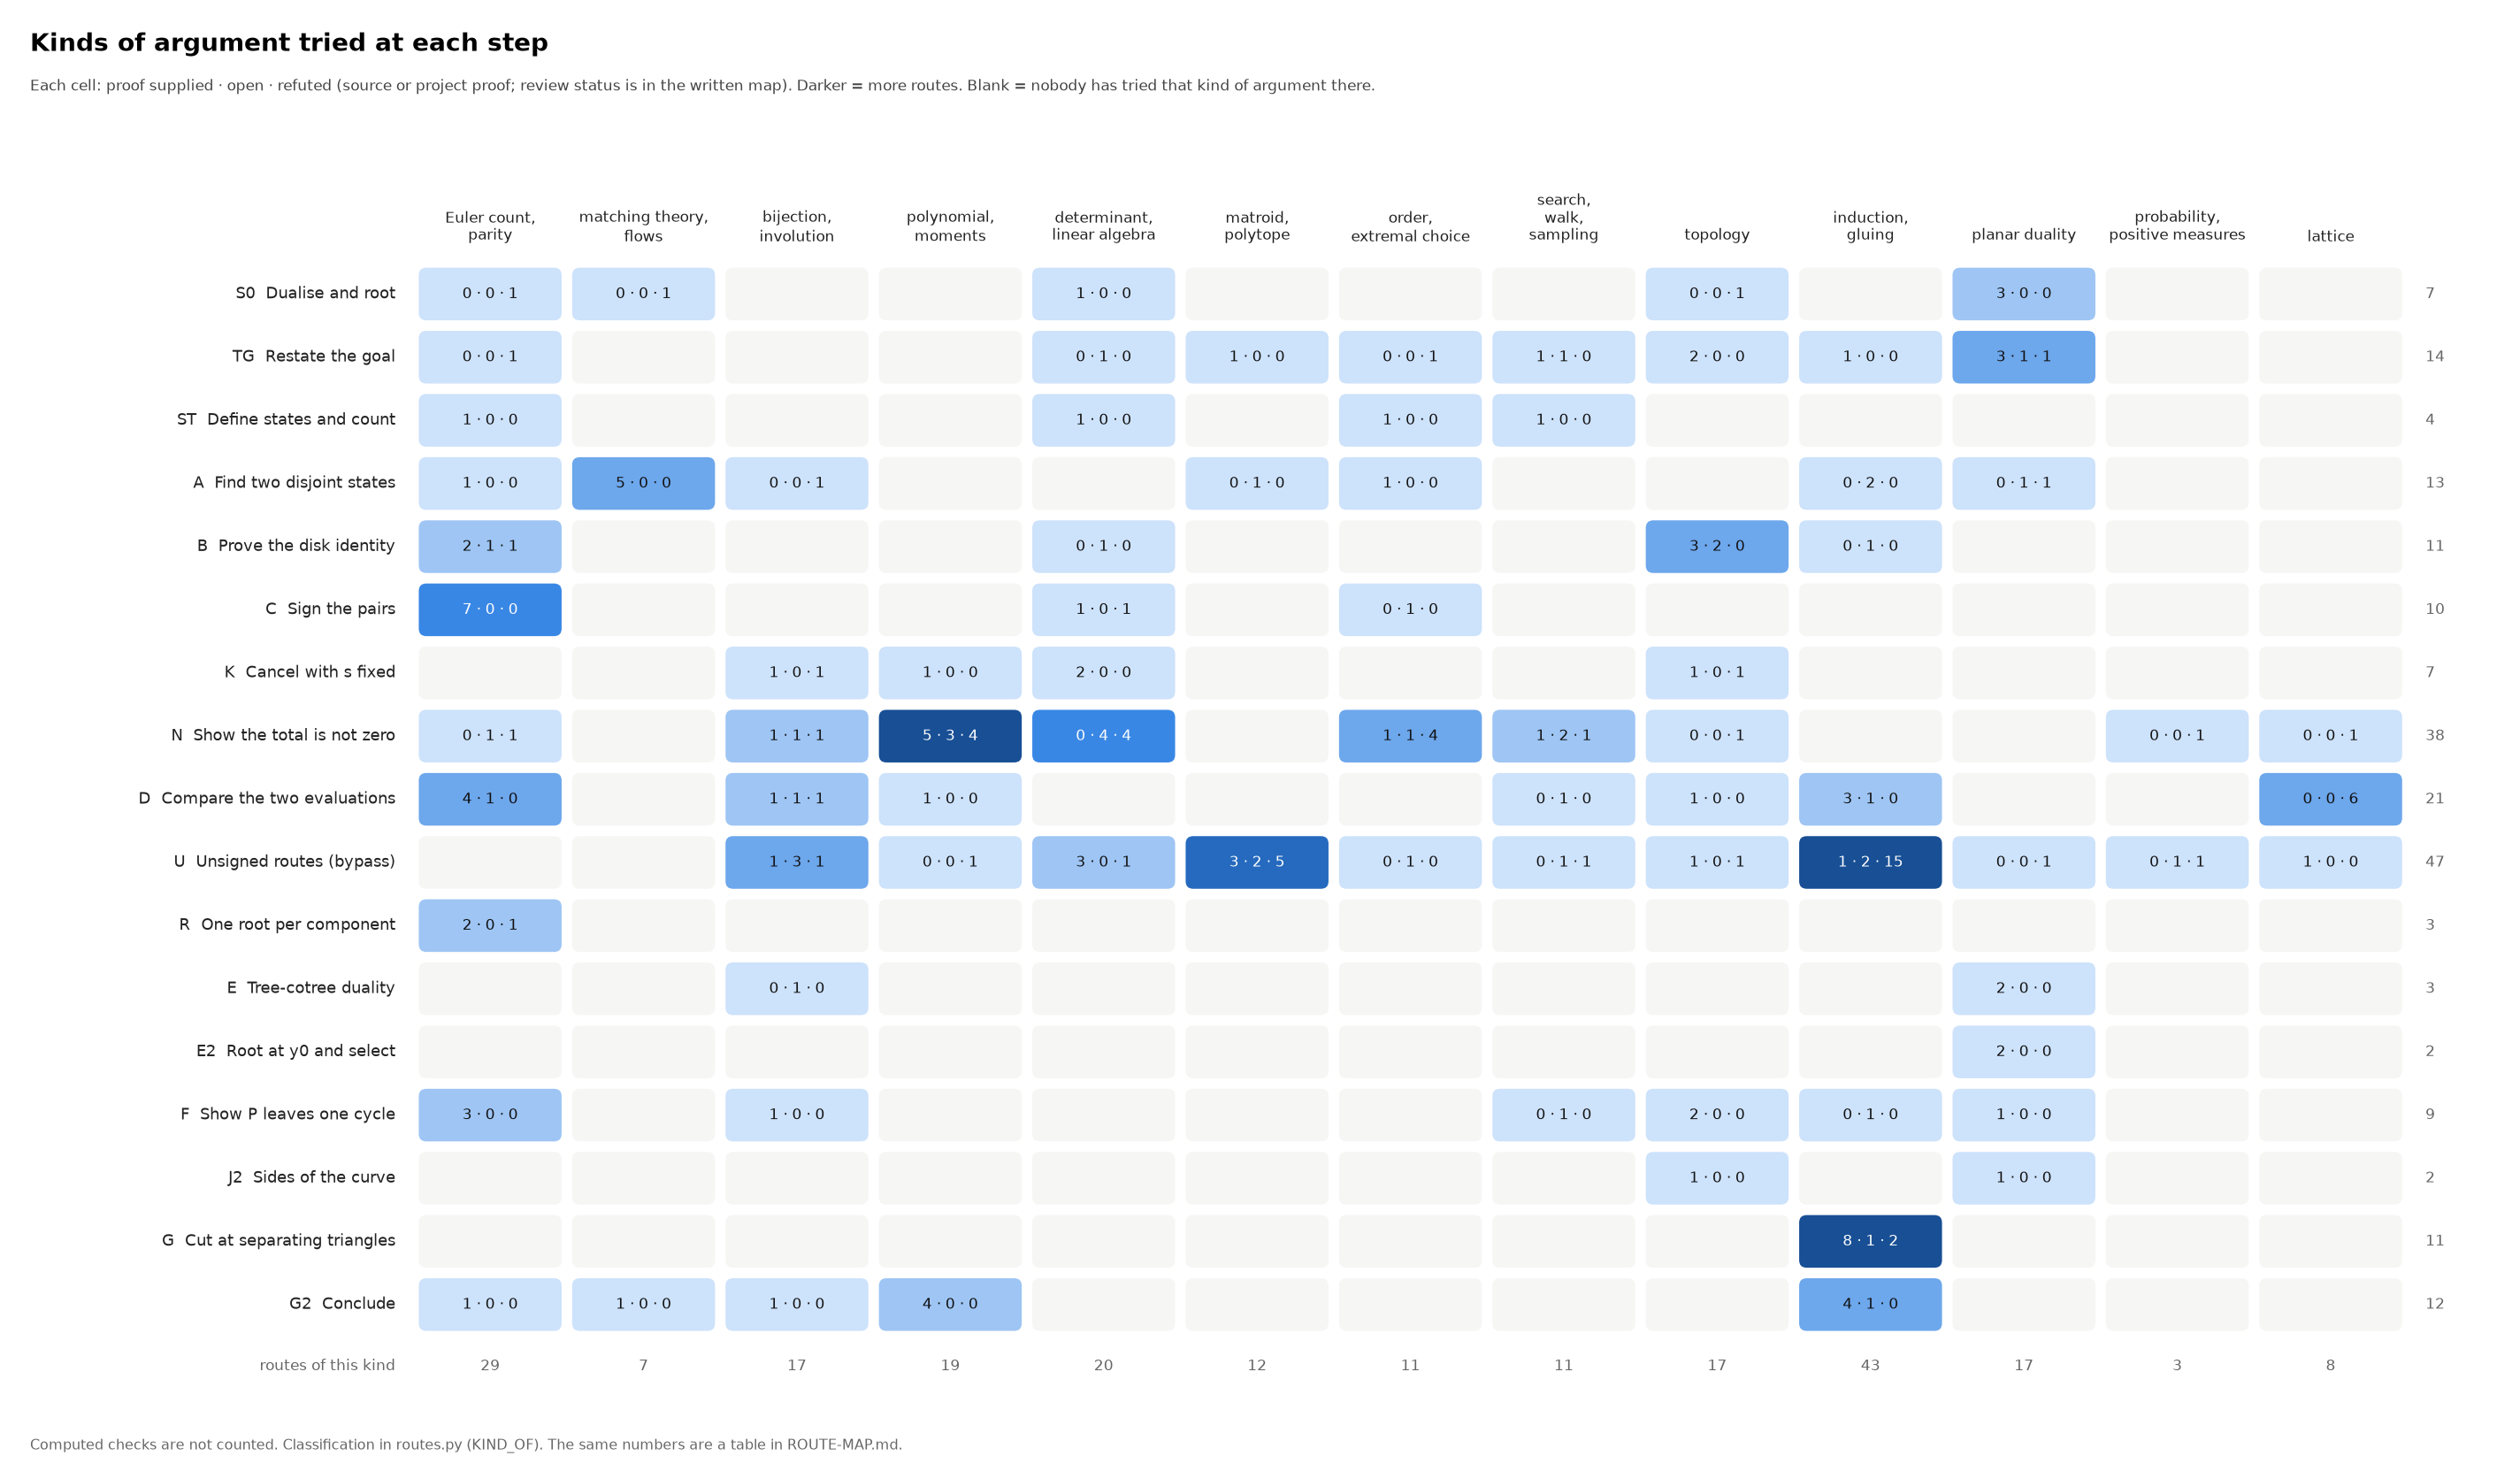 Kinds of argument tried at each step
Each cell: proof supplied · open · refuted (source or project proof; review status is in the written map). Darker = more routes. Blank = nobody has tried that kind of argument there.
Euler count,
parity
matching theory,
flows
bijection,
involution
polynomial,
moments
determinant,
linear algebra
matroid,
polytope
order,
extremal choice
search,
walk,
sampling
topology
induction,
gluing
planar duality
probability,
positive measures
lattice
S0 Dualise and root 0 · 0 · 1 0 · 0 · 1 1 · 0 · 0 0 · 0 · 1 3 · 0 · 0 7
TG Restate the goal 0 · 0 · 1 0 · 1 · 0 1 · 0 · 0 0 · 0 · 1 1 · 1 · 0 2 · 0 · 0 1 · 0 · 0 3 · 1 · 1 14
ST Define states and count 1 · 0 · 0 1 · 0 · 0 1 · 0 · 0 1 · 0 · 0 4
A Find two disjoint states 1 · 0 · 0 5 · 0 · 0 0 · 0 · 1 0 · 1 · 0 1 · 0 · 0 0 · 2 · 0 0 · 1 · 1 13
B Prove the disk identity 2 · 1 · 1 0 · 1 · 0 3 · 2 · 0 0 · 1 · 0 11
C Sign the pairs 7 · 0 · 0 1 · 0 · 1 0 · 1 · 0 10
K Cancel with s fixed 1 · 0 · 1 1 · 0 · 0 2 · 0 · 0 1 · 0 · 1 7
N Show the total is not zero 0 · 1 · 1 1 · 1 · 1 5 · 3 · 4 0 · 4 · 4 1 · 1 · 4 1 · 2 · 1 0 · 0 · 1 0 · 0 · 1 0 · 0 · 1 38
D Compare the two evaluations 4 · 1 · 0 1 · 1 · 1 1 · 0 · 0 0 · 1 · 0 1 · 0 · 0 3 · 1 · 0 0 · 0 · 6 21
U Unsigned routes (bypass) 1 · 3 · 1 0 · 0 · 1 3 · 0 · 1 3 · 2 · 5 0 · 1 · 0 0 · 1 · 1 1 · 0 · 1 1 · 2 · 15 0 · 0 · 1 0 · 1 · 1 1 · 0 · 0 47
R One root per component 2 · 0 · 1 3
E Tree-cotree duality 0 · 1 · 0 2 · 0 · 0 3
E2 Root at y0 and select 2 · 0 · 0 2
F Show P leaves one cycle 3 · 0 · 0 1 · 0 · 0 0 · 1 · 0 2 · 0 · 0 0 · 1 · 0 1 · 0 · 0 9
J2 Sides of the curve 1 · 0 · 0 1 · 0 · 0 2
G Cut at separating triangles 8 · 1 · 2 11
G2 Conclude 1 · 0 · 0 1 · 0 · 0 1 · 0 · 0 4 · 0 · 0 4 · 1 · 0 12
routes of this kind 29 7 17 19 20 12 11 11 17 43 17 3 8
Computed checks are not counted. Classification in routes.py (KIND_OF). The same numbers are a table in ROUTE-MAP.md.